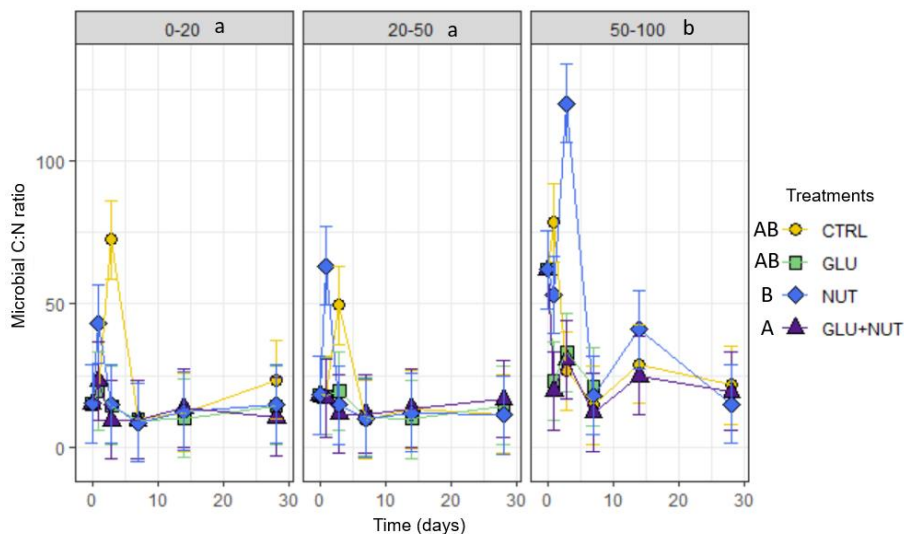 0-20 a
20-50 a
50-100 b
Microbial C:N ratio
100
50
0
0 10 20 30
0 10 20 30
0 10 20 30
Time (days)
Treatments
AB CTRL
AB GLU
B NUT
A GLU+NUT